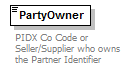 PartyOwner
PIDX Co Code or
Seller/Supplier who owns
the Partner Identifier